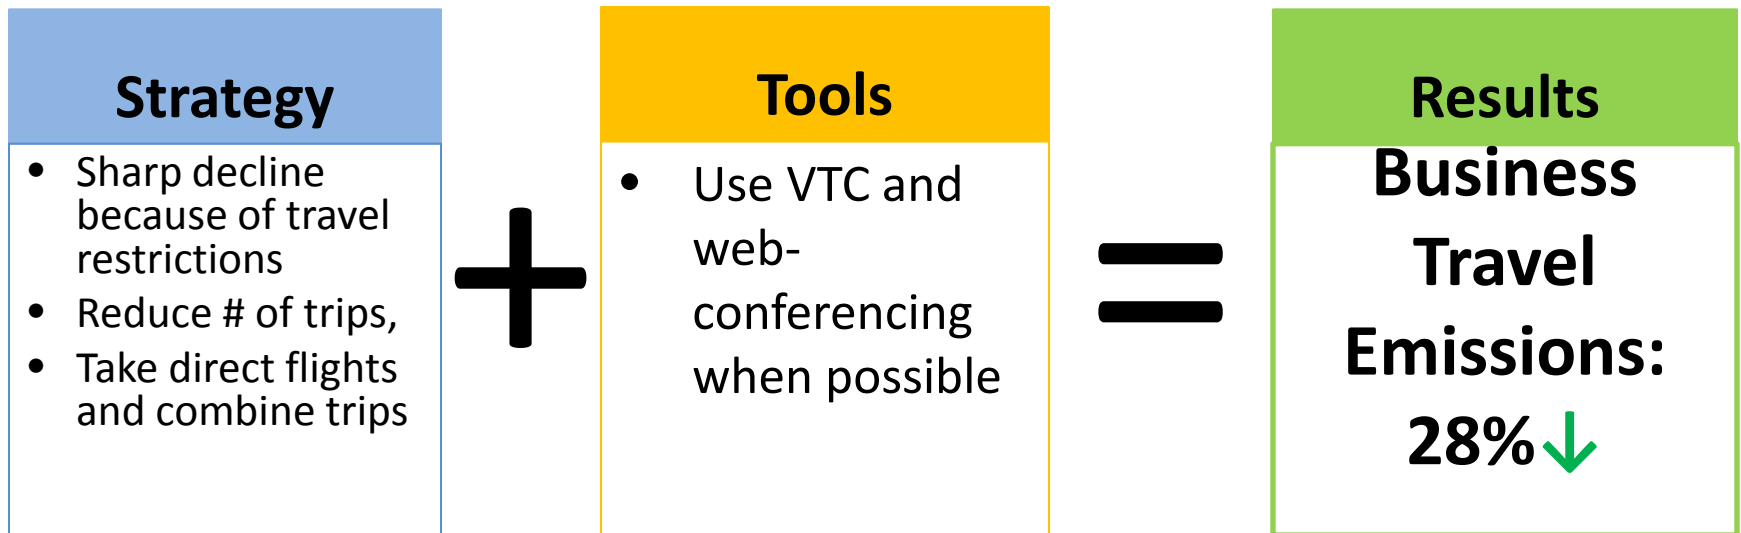 Strategy
• Sharp decline
because of travel
restrictions
• Reduce # of trips,
• Take direct flights
and combine trips
+
Tools
• Use VTC and
web-
conferencing
when possible
=
Results
Business
Travel
Emissions:
28%↓